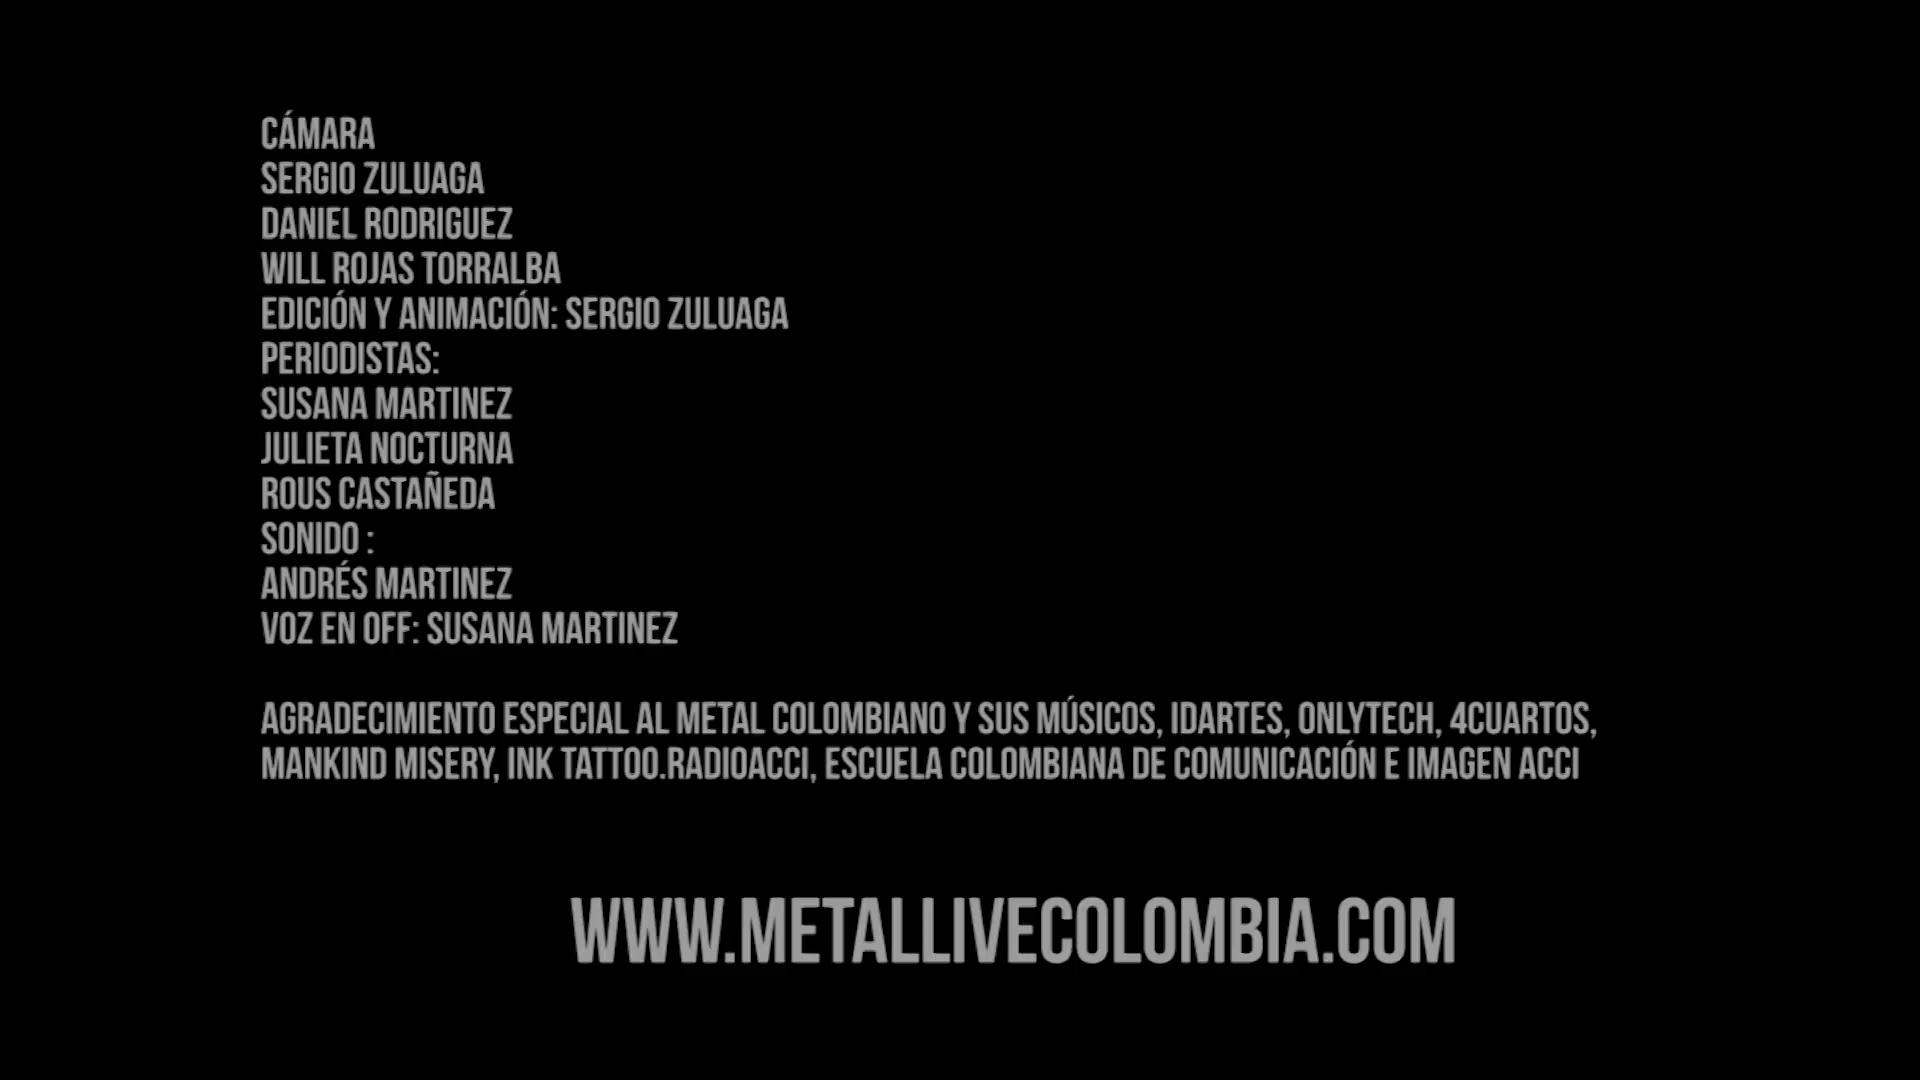 CÁMARA
SERGIO ZULUAGA
DANIEL RODRIGUEZ
WILL ROJAS TORRALBA
EDICIÓN Y ANIMACIÓN: SERGIO ZULUAGA
PERIODISTAS:
SUSANA MARTINEZ
JULIETA NOCTURNA
ROUS CASTAÑEDA
SONIDO :
ANDRÉS MARTINEZ
VOZ EN OFF: SUSANA MARTINEZ
AGRADECIMIENTO ESPECIAL AL METAL COLOMBIANO Y SUS MÚSICOS, IDARTES, ONLYTECH, 4CUARTOS,
MANKIND MISERY, INK TATTOO.RADIOACCI, ESCUELA COLOMBIANA DE COMUNICACIÓN E IMAGEN ACCI
WWW.METALLIVECOLOMBIA.COM